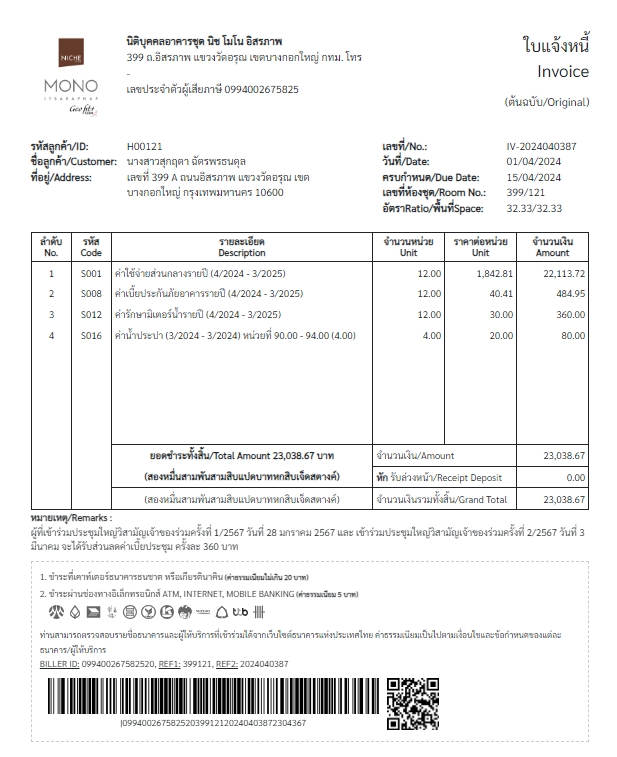 NICHE
MONO
ITSARAPHAP
นิติบุคคลอาคารชุด นิช โมโน อิสรภาพ
399 ถ.อิสรภาพ แขวงวัดอรุณ เขตบางกอกใหญ่ กทม. โทร
-
เลขประจำตัวผู้เสียภาษี 0994002675825
ใบแจ้งหนี้
Invoice
(ต้นฉบับ/Original)
รหัสลูกค้า/ID: H00121
ชื่อลูกค้า/Customer: นางสาวสุกฤตา ฉัตรพรธนดุล
ที่อยู่/Address: เลขที่ 399 A ถนนอิสรภาพ แขวงวัดอรุณ เขต
บางกอกใหญ่ กรุงเทพมหานคร 10600
เลขที่/No.: IV-2024040387
วันที่/Date: 01/04/2024
ครบกำหนด/Due Date: 15/04/2024
เลขที่ห้องชุด/Room No.: 399/121
อัตราRatio/พื้นที่Space: 32.33/32.33
ลำดับ รหัส รายละเอียด จำนวนหน่วย ราคาต่อหน่วย จำนวนเงิน
No. Code Description Unit Unit Amount
1 S001 ค่าใช้จ่ายส่วนกลางรายปี (4/2024 - 3/2025) 12.00 1,842.81 22,113.72
2 S008 ค่าเบี้ยประกันภัยอาคารรายปี (4/2024 - 3/2025) 12.00 40.41 484.95
3 S012 ค่ารักษามิเตอร์น้ำรายปี (4/2024 - 3/2025) 12.00 30.00 360.00
4 S016 ค่าน้ำประปา (3/2024 - 3/2024) หน่วยที่ 90.00 - 94.00 (4.00) 4.00 20.00 80.00
ยอดชำระทั้งสิ้น/Total Amount 23,038.67 บาท จำนวนเงิน/Amount 23,038.67
(สองหมื่นสามพันสามสิบแปดบาทหกสิบเจ็ดสตางค์) หัก รับล่วงหน้า/Receipt Deposit 0.00
(สองหมื่นสามพันสามสิบแปดบาทหกสิบเจ็ดสตางค์) จำนวนเงินรวมทั้งสิ้น/Grand Total 23,038.67
หมายเหตุ/Remarks :
ผู้ที่เข้าร่วมประชุมใหญ่วิสามัญเจ้าของร่วมครั้งที่ 1/2567 วันที่ 28 มกราคม 2567 และ เข้าร่วมประชุมใหญ่วิสามัญเจ้าของร่วมครั้งที่ 2/2567 วันที่ 3
มีนาคม จะได้รับส่วนลดค่าเบี้ยประชุม ครั้งละ 360 บาท
1. ชำระที่เคาท์เตอร์ธนาคารธนชาต หรือเกียรตินาคิน (ค่าธรรมเนียมไม่เกิน 20 บาท)
2. ชำระผ่านช่องทางอิเล็กทรอนิกส์ ATM, INTERNET, MOBILE BANKING (ค่าธรรมเนียม 5 บาท)
ท่านสามารถตรวจสอบรายชื่อธนาคารและผู้ให้บริการที่เข้าร่วมได้จากเว็บไซต์ธนาคารแห่งประเทศไทย ค่าธรรมเนียมเป็นไปตามเงื่อนไขและข้อกำหนดของแต่ละ
ธนาคาร/ผู้ให้บริการ
BILLER ID: 099400267582520, REF1: 399121, REF2: 2024040387
|099400267582520399121202404038723​04367